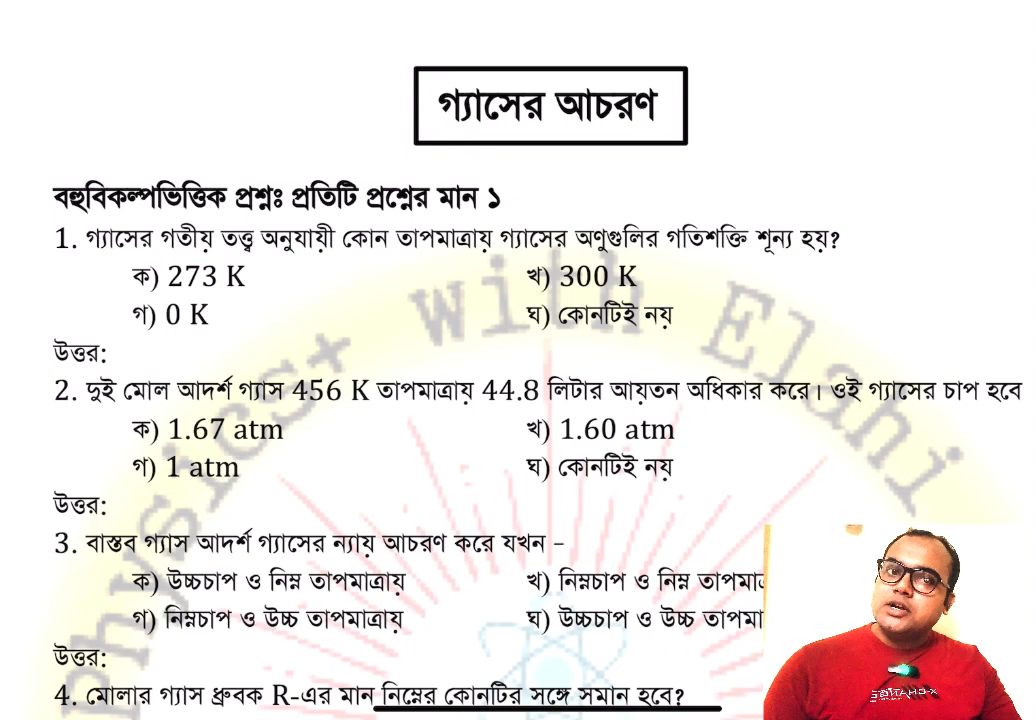 গ্যাসের আচরণ
বহুবিকল্পভিত্তিক প্রশ্নঃ প্রতিটি প্রশ্নের মান ১
1. গ্যাসের গতীয় তত্ত্ব অনুযায়ী কোন তাপমাত্রায় গ্যাসের অণুগুলির গতিশক্তি শূন্য হয়?
ক) 273 K খ) 300 K
গ) 0 K ঘ) কোনটিই নয়
উত্তর:
2. দুই মোল আদর্শ গ্যাস 456 K তাপমাত্রায় 44.8 লিটার আয়তন অধিকার করে। ওই গ্যাসের চাপ হবে
ক) 1.67 atm খ) 1.60 atm
গ) 1 atm ঘ) কোনটিই নয়
উত্তর:
3. বাস্তব গ্যাস আদর্শ গ্যাসের ন্যায় আচরণ করে যখন –
ক) উচ্চচাপ ও নিম্ন তাপমাত্রায় খ) নিম্নচাপ ও নিম্ন
গ) নিম্নচাপ ও উচ্চ তাপমাত্রায় ঘ) উচ্চচাপ ও উচ্চ
উত্তর:
4. মোলার গ্যাস ধ্রুবক R-এর মান নিম্নের কোনটির সঙ্গে সমান হবে?
Physics+ with Elahi